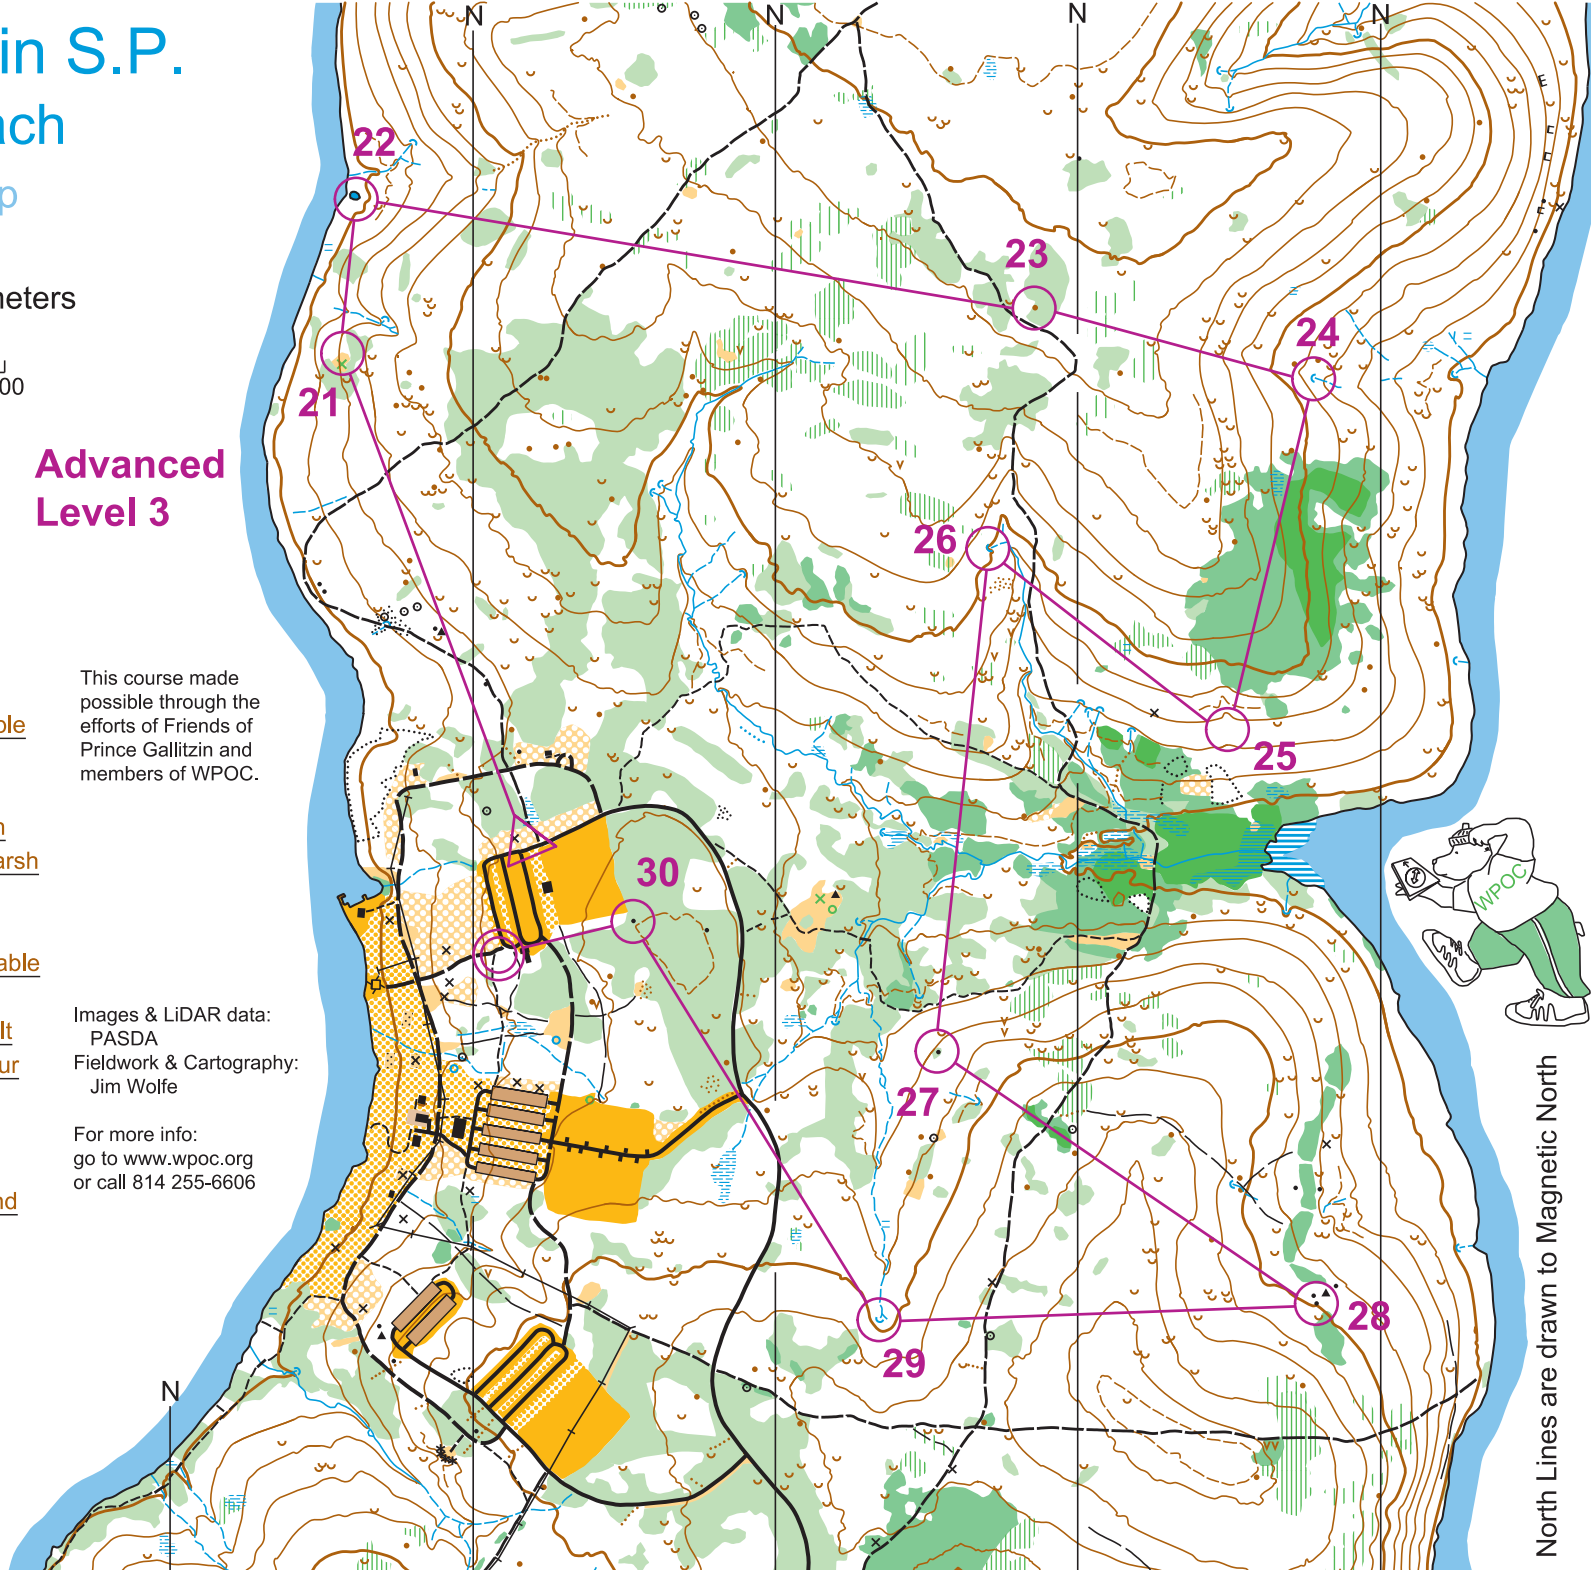 in S.P.
ach
p
meters
00
Advanced
Level 3
This course made
possible through the
efforts of Friends of
Prince Gallitzin and
members of WPOC.
ole
n
arsh
able
lt
ur
nd
Images & LiDAR data:
PASDA
Fieldwork & Cartography:
Jim Wolfe
For more info:
go to www.wpoc.org
or call 814 255-6606
N
N
N
N
N
22
23
24
21
26
25
30
27
28
29
WPOC
North Lines are drawn to Magnetic North